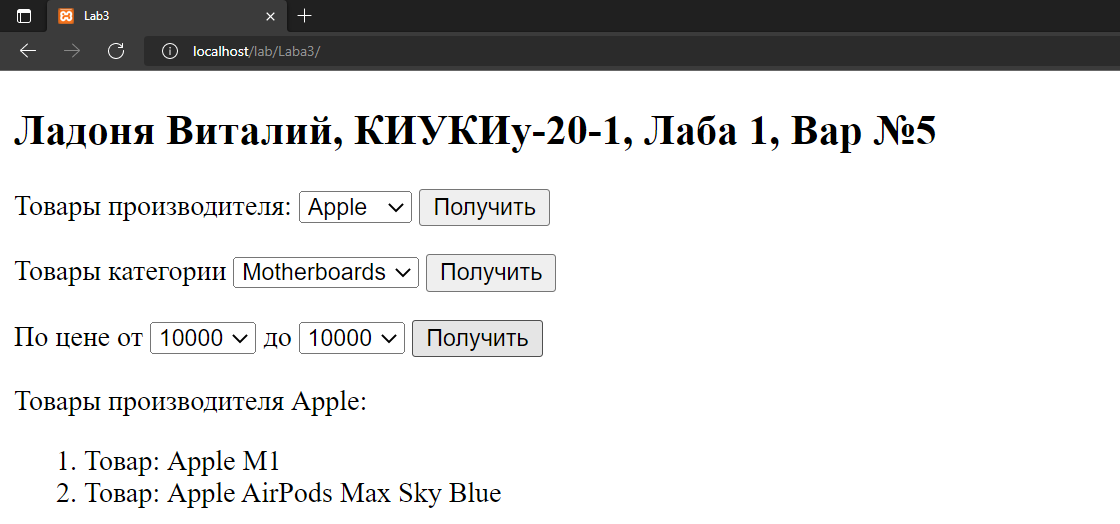 Lab3
localhost/lab/Laba3/
Ладоня Виталий, КИУКИу-20-1, Лаба 1, Вар №5
Товары производителя: Apple Получить
Товары категории Motherboards Получить
По цене от 10000 до 10000 Получить
Товары производителя Apple:
1. Товар: Apple M1
2. Товар: Apple AirPods Max Sky Blue